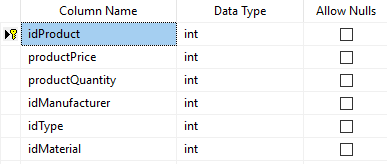 Column Name Data Type Allow Nulls
idProduct int
productPrice int
productQuantity int
idManufacturer int
idType int
idMaterial int